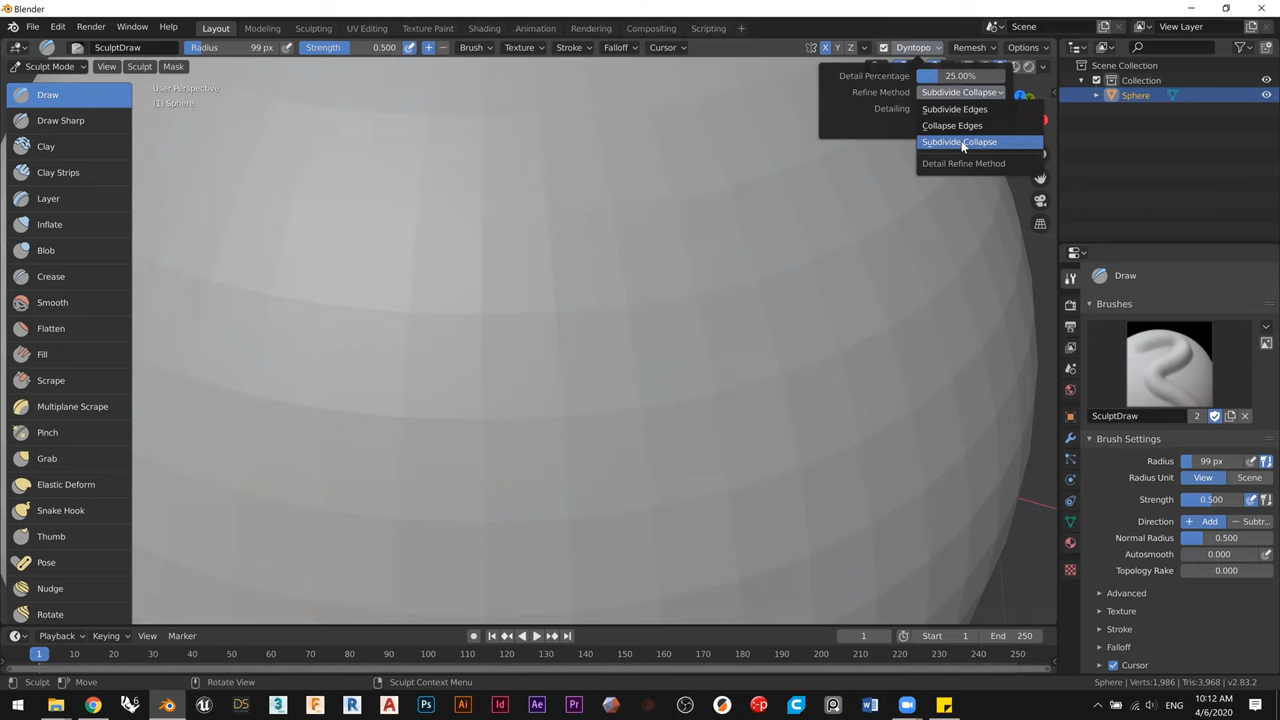 Blender
File Edit Render Window Help Layout Modeling Sculpting UV Editing Texture Paint Shading Animation Rendering Compositing Scripting Scene View Layer
SculptDraw Radius 99 px Strength 0.500 Brush Texture Stroke Falloff Cursor X Y Z Dyntopo Remesh Options
Sculpt Mode View Sculpt Mask
User Perspective
(1) Sphere
Draw
Draw Sharp
Clay
Clay Strips
Layer
Inflate
Blob
Crease
Smooth
Flatten
Fill
Scrape
Multiplane Scrape
Pinch
Grab
Elastic Deform
Snake Hook
Thumb
Pose
Nudge
Rotate
Detail Percentage 25.00%
Refine Method Subdivide Collapse
Detailing
Subdivide Edges
Collapse Edges
Subdivide Collapse
Detail Refine Method
Scene Collection
Collection
Sphere
Draw
Brushes
SculptDraw 2
Brush Settings
Radius 99 px
Radius Unit View Scene
Strength 0.500
Direction Add Subtr...
Normal Radius 0.500
Autosmooth 0.000
Topology Rake 0.000
Advanced
Texture
Stroke
Falloff
Cursor
Playback Keying View Marker 1 Start 1 End 250
1 10 20 30 40 50 60 70 80 90 100 110 120 130 140 150 160 170 180 190 200 210 220 230 240 250
Sculpt Move Rotate View Sculpt Context Menu Sphere | Verts:1,986 | Tris:3,968 | v2.83.2
DS 3 F R A Ps Ai Id Ae Pr
10:12 AM
4/6/2020